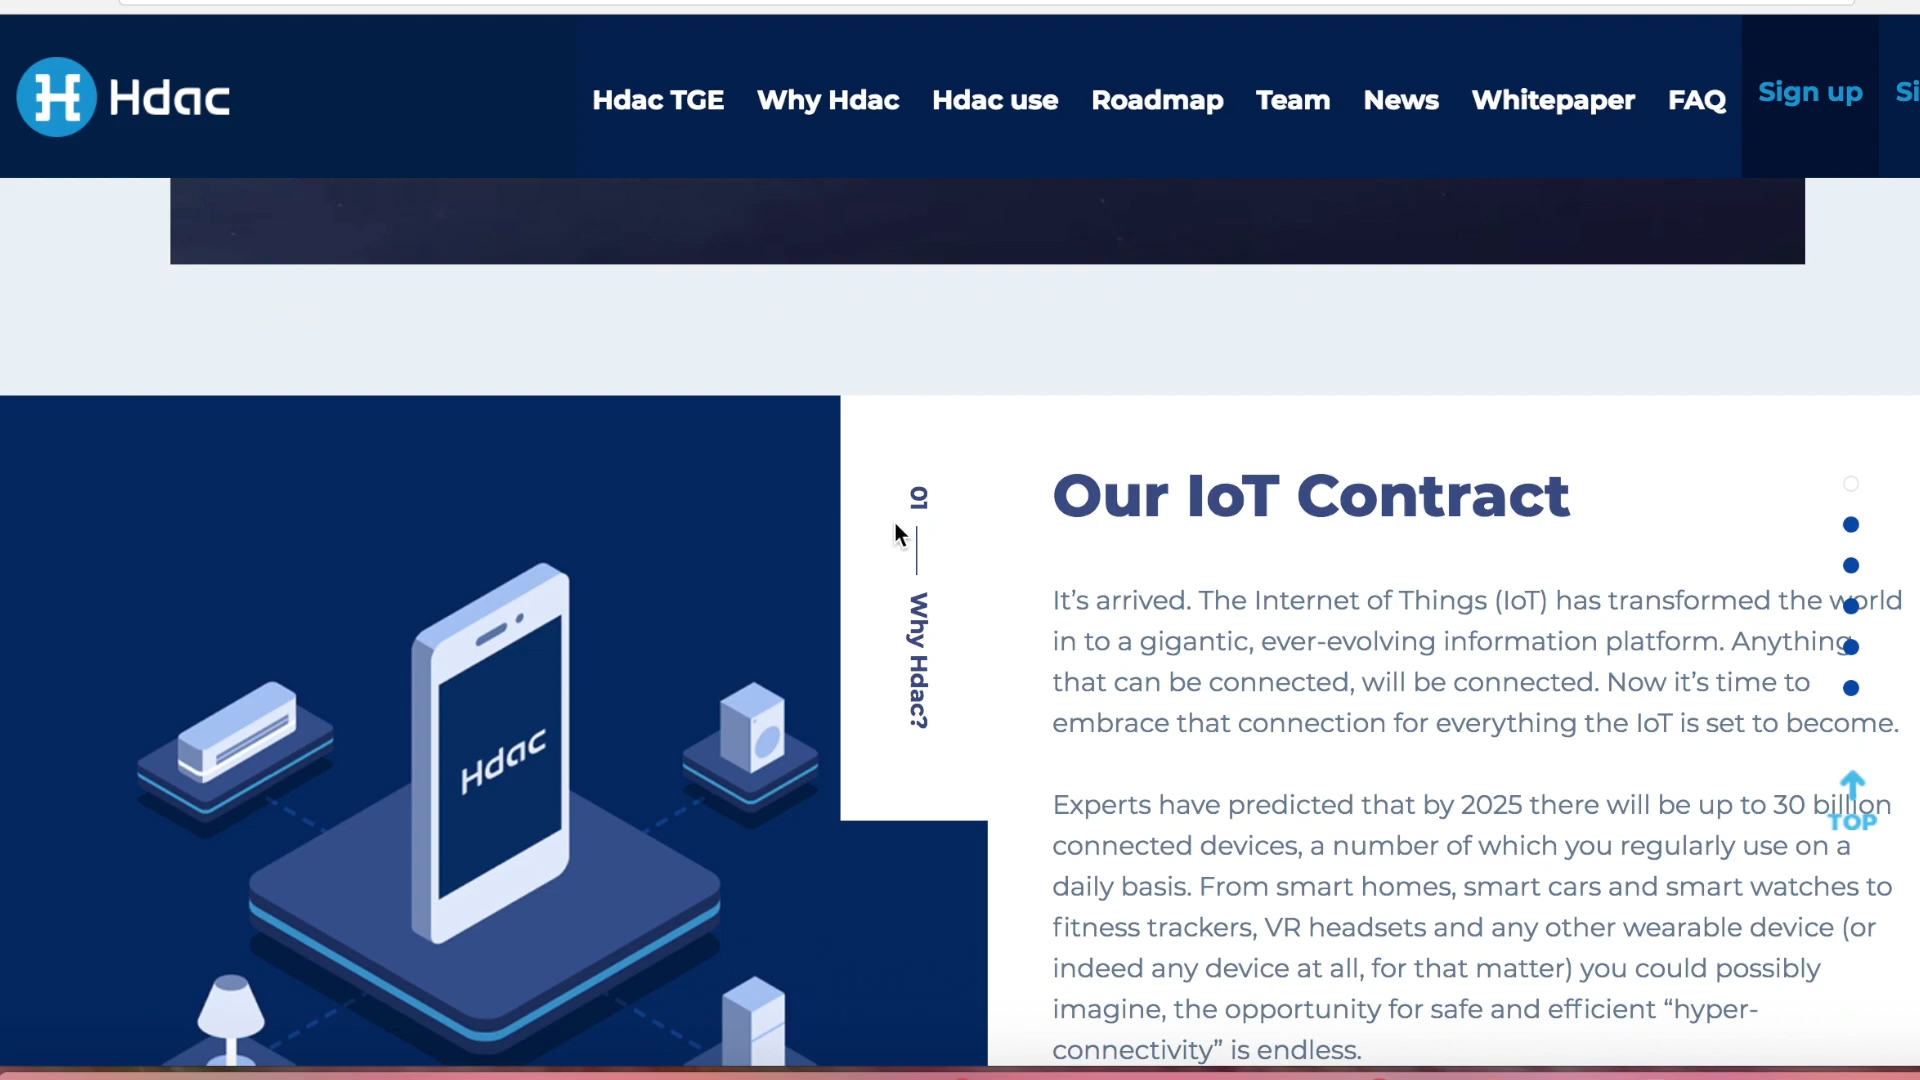 Hdac
Hdac TGE
Why Hdac
Hdac use
Roadmap
Team
News
Whitepaper
FAQ
Sign up
Si
01
Why Hdac?
Our IoT Contract
It’s arrived. The Internet of Things (IoT) has transformed the world
in to a gigantic, ever-evolving information platform. Anything
that can be connected, will be connected. Now it’s time to
embrace that connection for everything the IoT is set to become.
Experts have predicted that by 2025 there will be up to 30 billion
connected devices, a number of which you regularly use on a
daily basis. From smart homes, smart cars and smart watches to
fitness trackers, VR headsets and any other wearable device (or
indeed any device at all, for that matter) you could possibly
imagine, the opportunity for safe and efficient “hyper-
connectivity” is endless.
TOP
Hdac